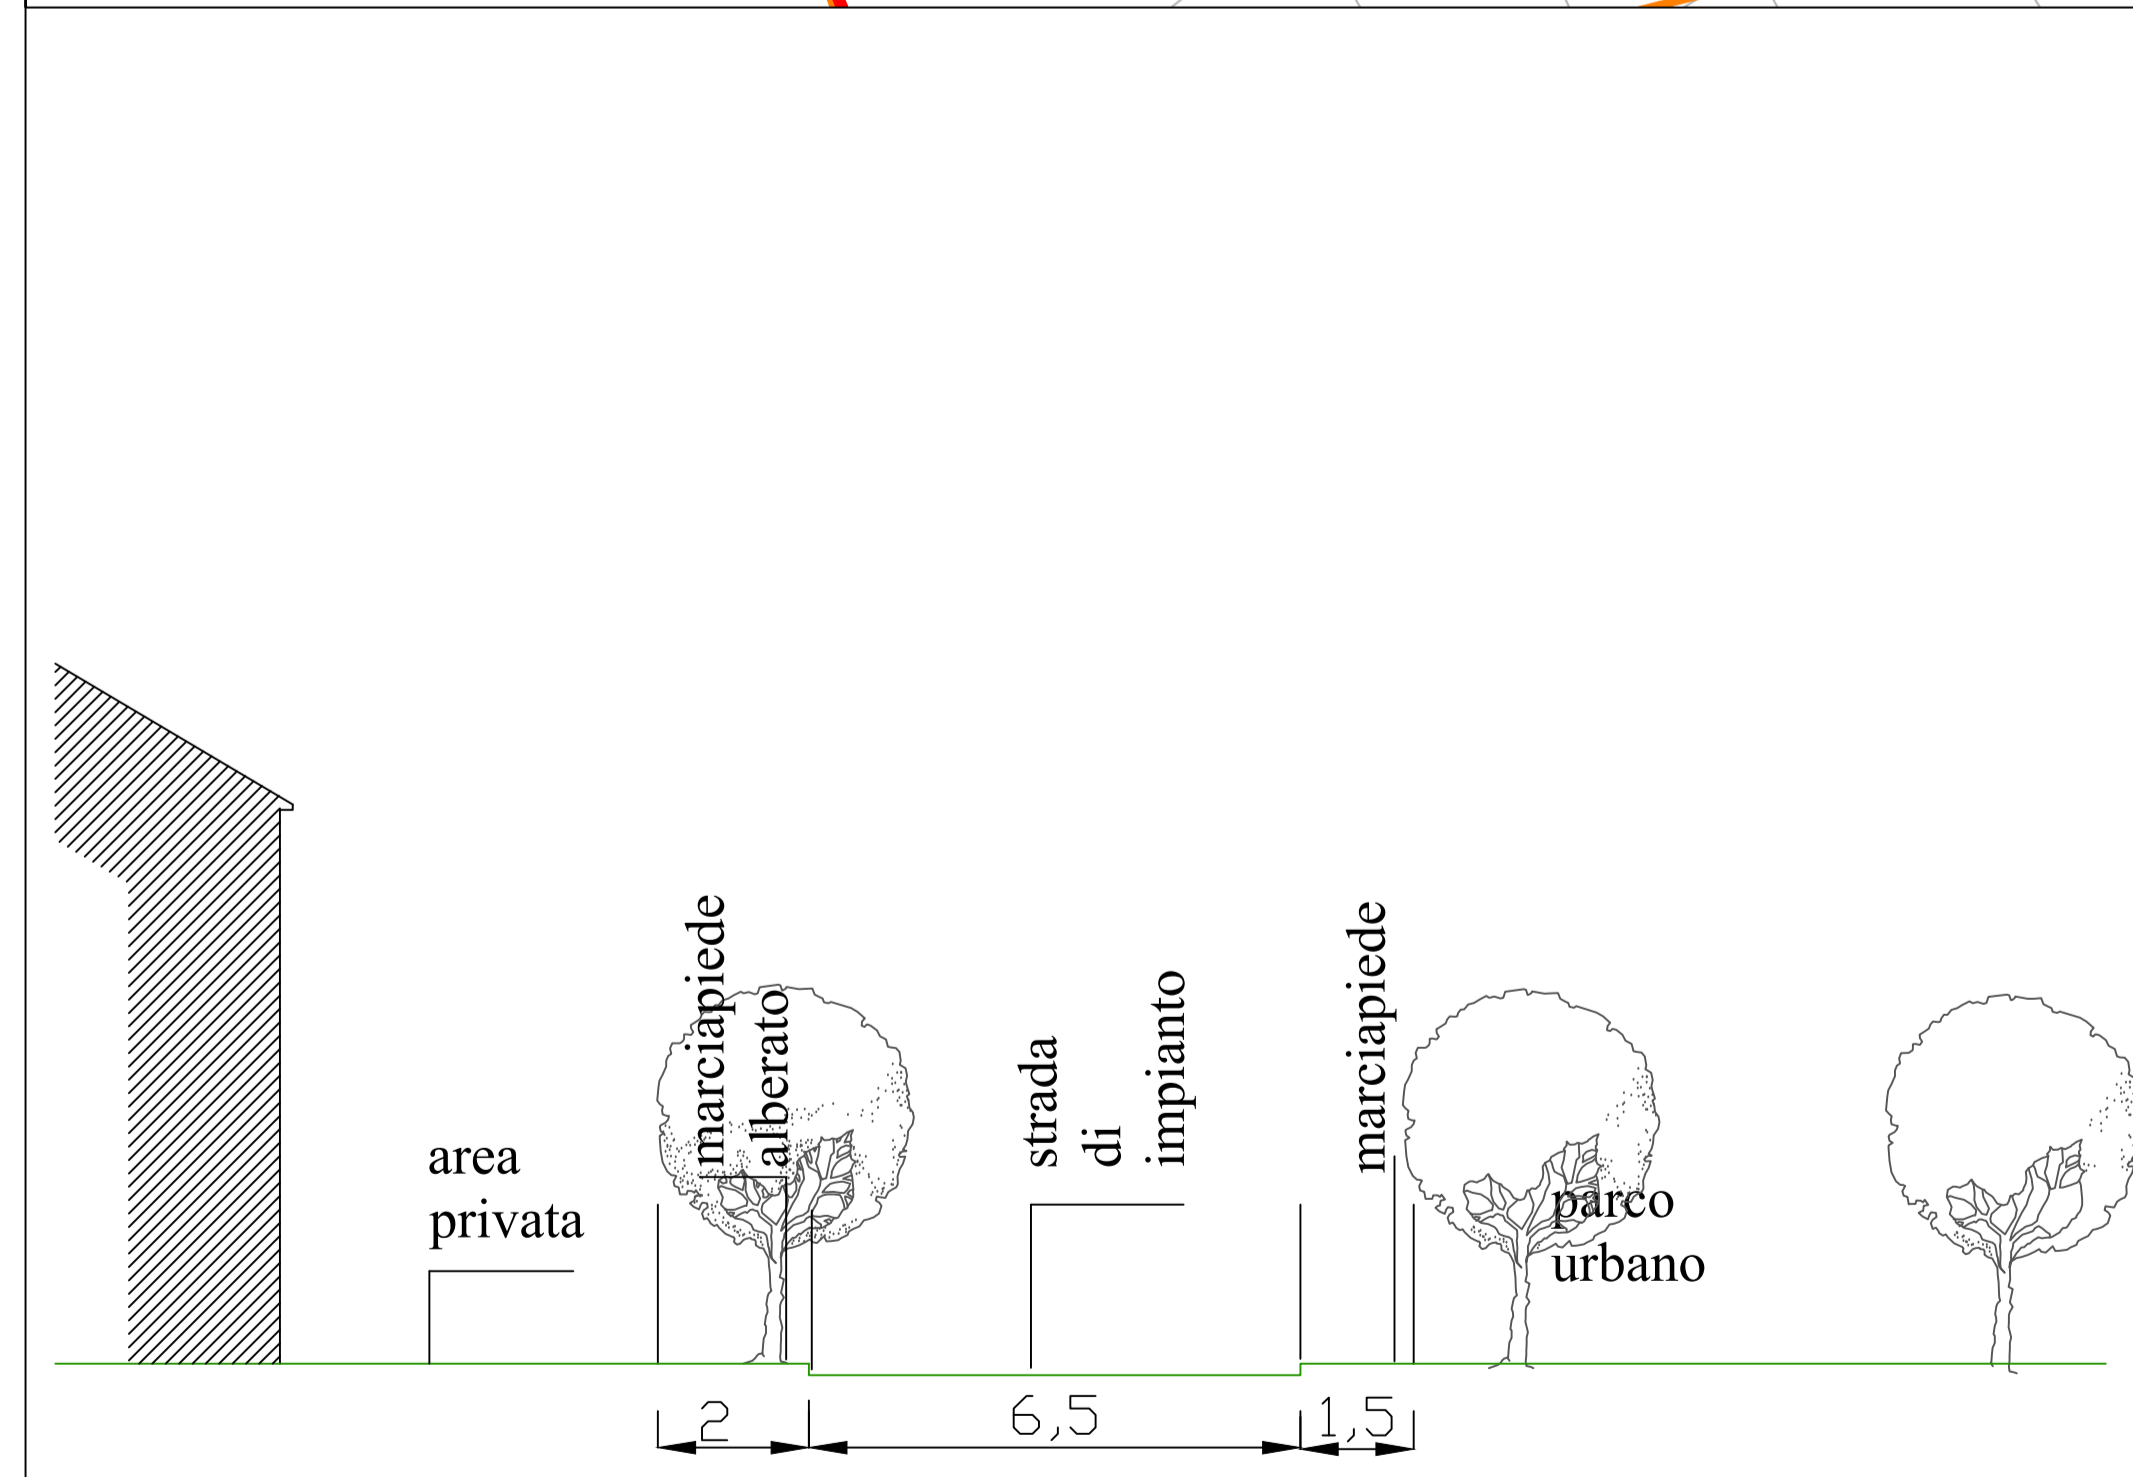 area
privata
marciapiede
alberato
strada
di
impianto
marciapiede
parco
urbano
2
6,5
1,5